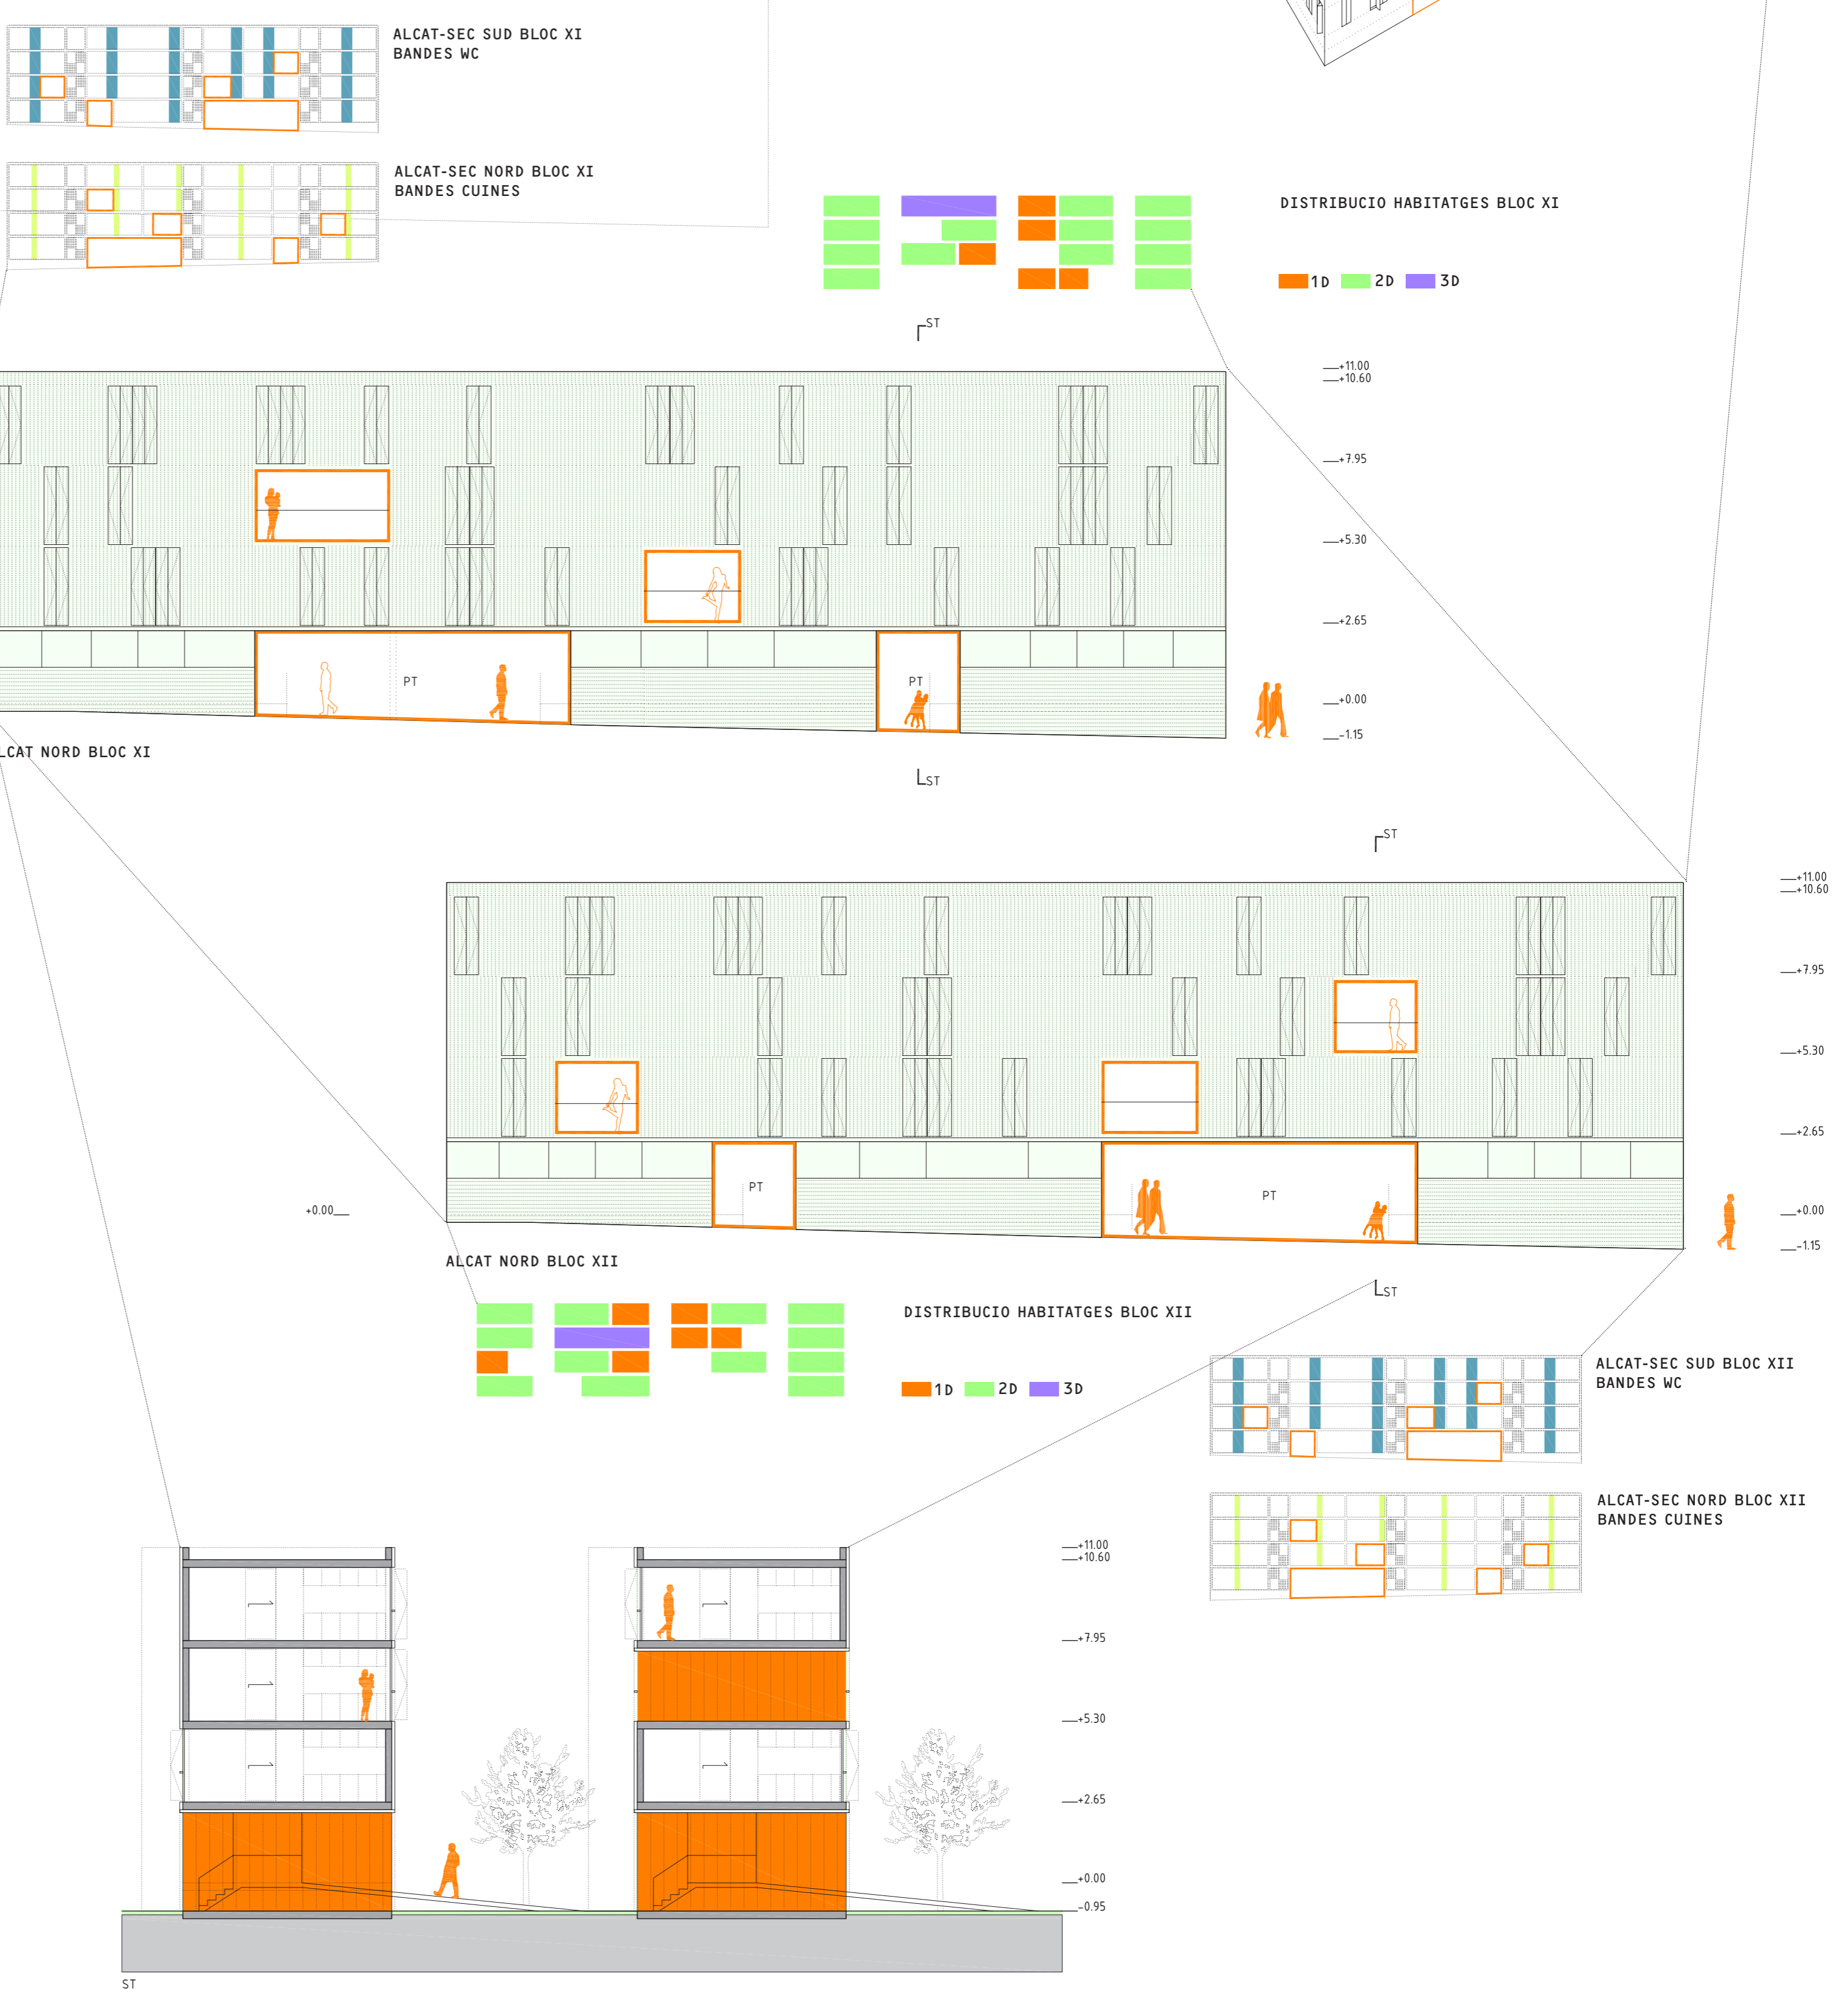 ALCAT-SEC SUD BLOC XI
BANDES WC
ALCAT-SEC NORD BLOC XI
BANDES CUINES
DISTRIBUCIO HABITATGES BLOC XI
1D 2D 3D
ST
+11.00
+10.60
+7.95
+5.30
+2.65
PT
PT
+0.00
-1.15
LCAT NORD BLOC XI
ST
ST
+11.00
+10.60
+7.95
+5.30
+2.65
PT
PT
+0.00
+0.00
-1.15
ALCAT NORD BLOC XII
ST
DISTRIBUCIO HABITATGES BLOC XII
1D 2D 3D
ALCAT-SEC SUD BLOC XII
BANDES WC
ALCAT-SEC NORD BLOC XII
BANDES CUINES
+11.00
+10.60
+7.95
+5.30
+2.65
+0.00
-0.95
ST